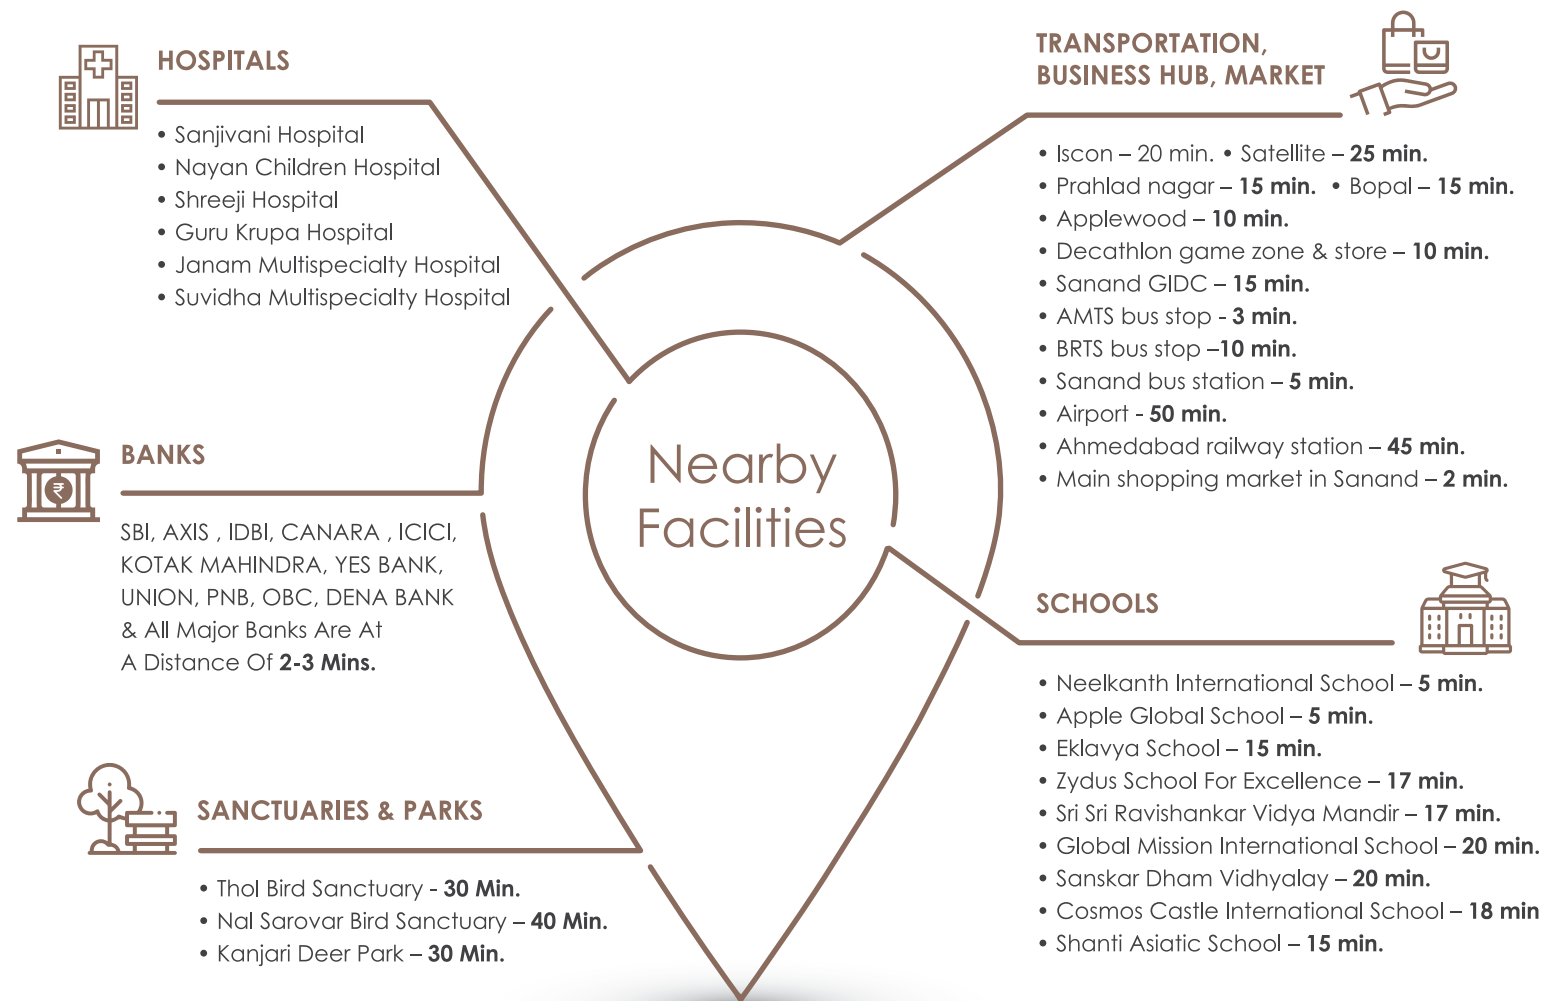 HOSPITALS
• Sanjivani Hospital
• Nayan Children Hospital
• Shreeji Hospital
• Guru Krupa Hospital
• Janam Multispecialty Hospital
• Suvidha Multispecialty Hospital
BANKS
SBI, AXIS , IDBI, CANARA , ICICI,
KOTAK MAHINDRA, YES BANK,
UNION, PNB, OBC, DENA BANK
& All Major Banks Are At
A Distance Of 2-3 Mins.
SANCTUARIES & PARKS
• Thol Bird Sanctuary - 30 Min.
• Nal Sarovar Bird Sanctuary – 40 Min.
• Kanjari Deer Park – 30 Min.
Nearby
Facilities
TRANSPORTATION,
BUSINESS HUB, MARKET
• Iscon – 20 min. • Satellite – 25 min.
• Prahlad nagar – 15 min. • Bopal – 15 min.
• Applewood – 10 min.
• Decathlon game zone & store – 10 min.
• Sanand GIDC – 15 min.
• AMTS bus stop - 3 min.
• BRTS bus stop –10 min.
• Sanand bus station – 5 min.
• Airport - 50 min.
• Ahmedabad railway station – 45 min.
• Main shopping market in Sanand – 2 min.
SCHOOLS
• Neelkanth International School – 5 min.
• Apple Global School – 5 min.
• Eklavya School – 15 min.
• Zydus School For Excellence – 17 min.
• Sri Sri Ravishankar Vidya Mandir – 17 min.
• Global Mission International School – 20 min.
• Sanskar Dham Vidhyalay – 20 min.
• Cosmos Castle International School – 18 min
• Shanti Asiatic School – 15 min.